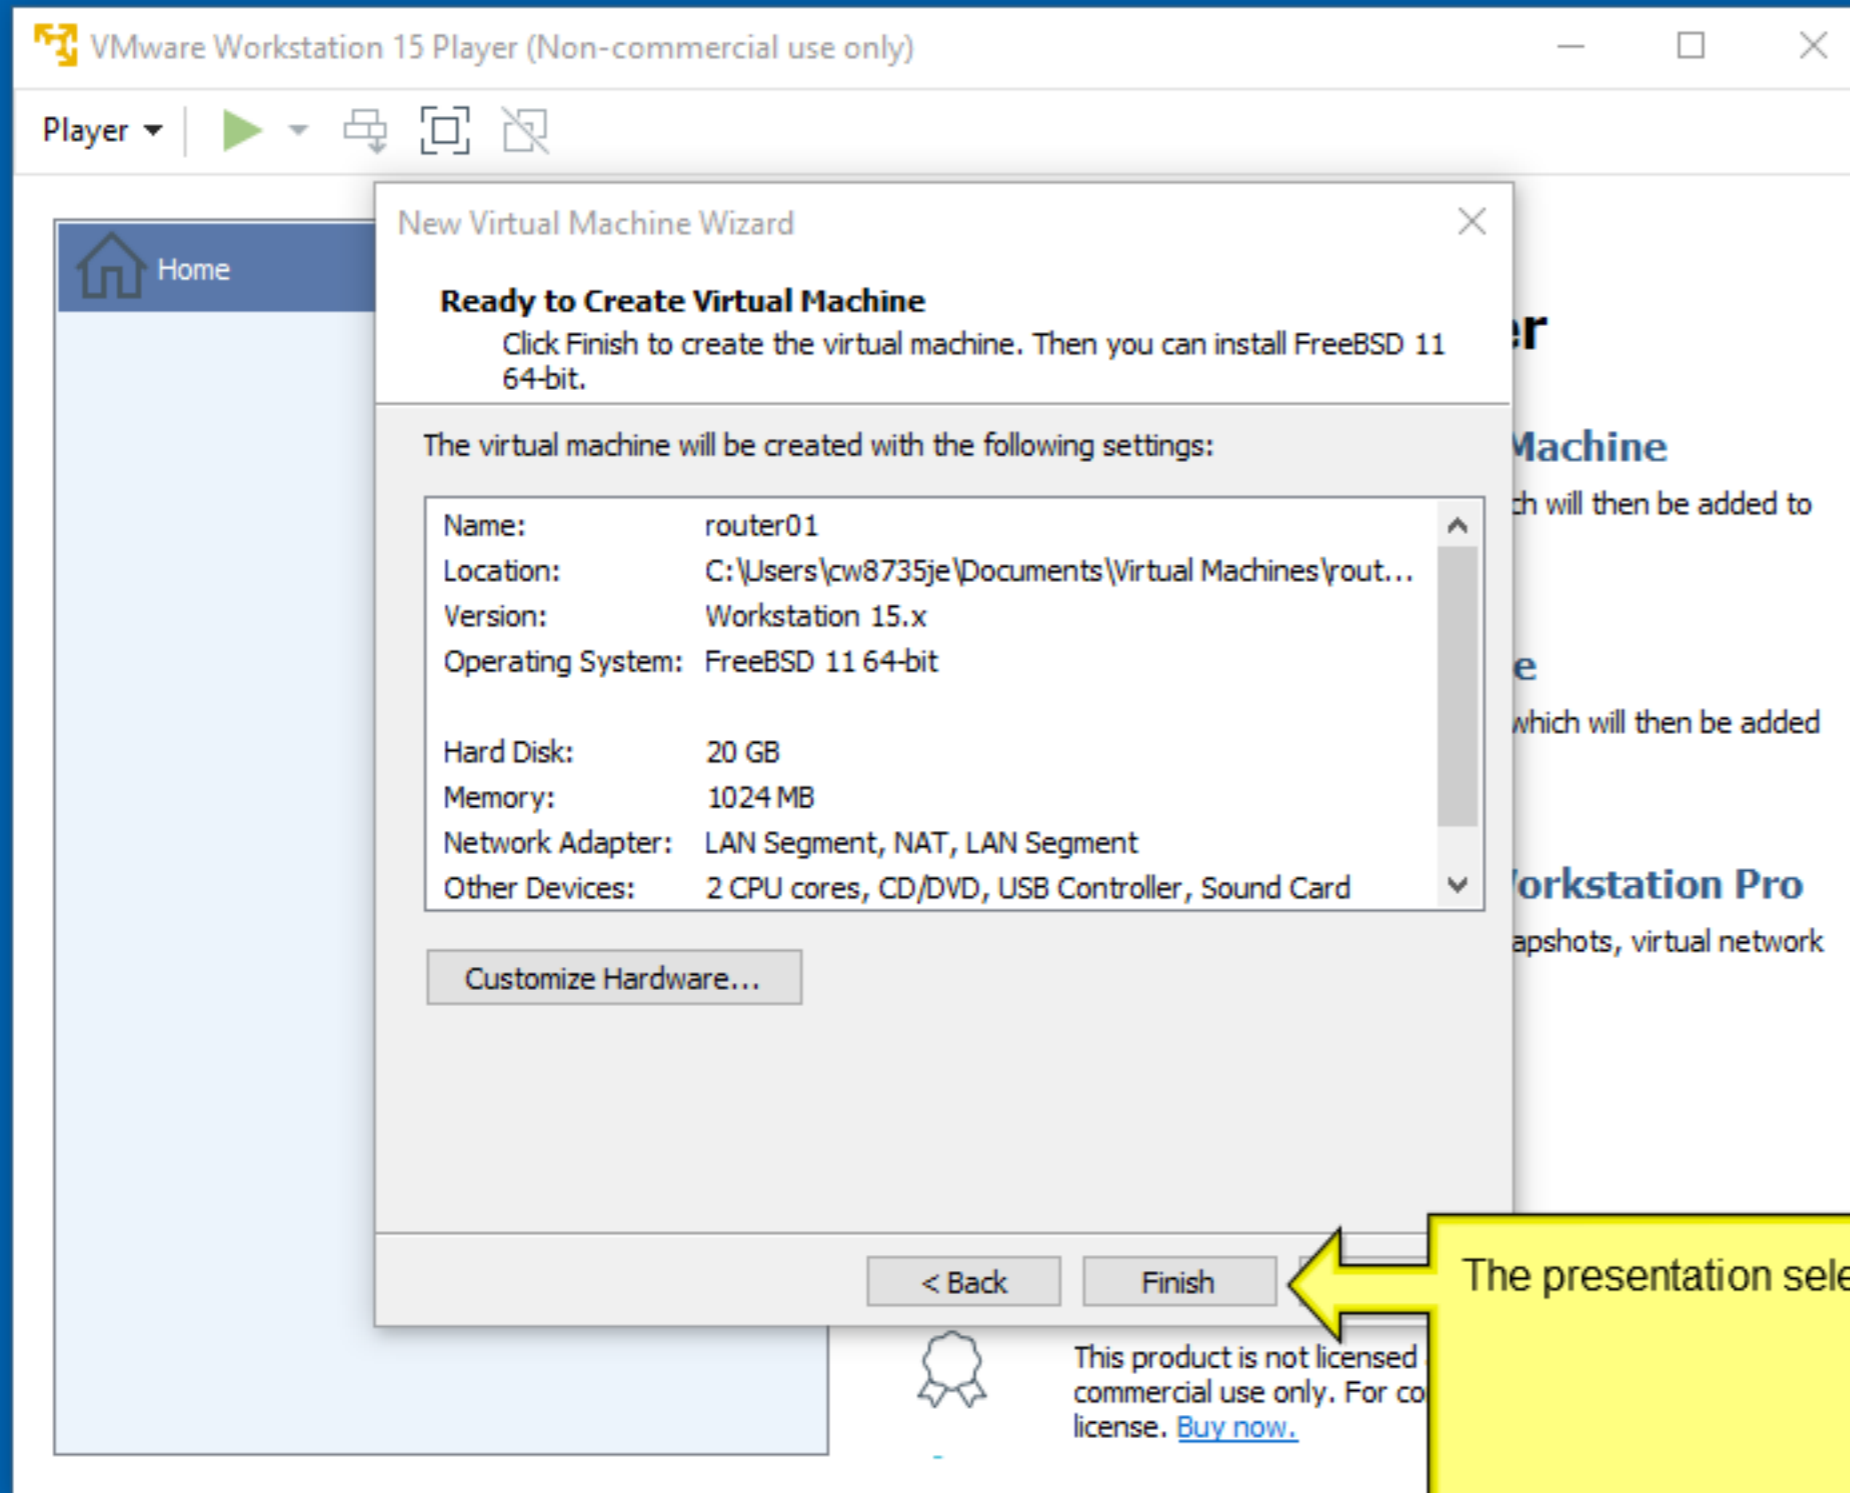 VMware Workstation 15 Player (Non-commercial use only)
Player
Home
New Virtual Machine Wizard
Ready to Create Virtual Machine
Click Finish to create the virtual machine. Then you can install FreeBSD 11
64-bit.
The virtual machine will be created with the following settings:
Name: router01
Location: C:\Users\cw8735je\Documents\Virtual Machines\rout...
Version: Workstation 15.x
Operating System: FreeBSD 11 64-bit
Hard Disk: 20 GB
Memory: 1024 MB
Network Adapter: LAN Segment, NAT, LAN Segment
Other Devices: 2 CPU cores, CD/DVD, USB Controller, Sound Card
Customize Hardware...
< Back
Finish
er
Machine
ch will then be added to
e
which will then be added
Workstation Pro
apshots, virtual network
The presentation sele
This product is not licensed
commercial use only. For co
license. Buy now.